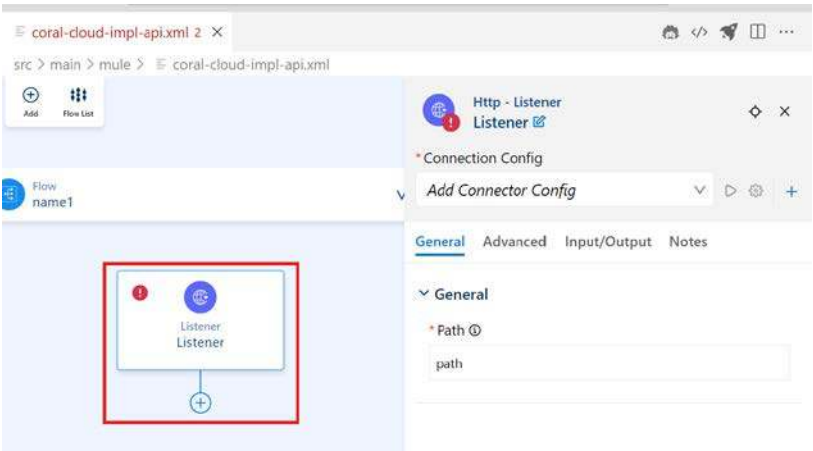 coral-cloud-impl-api.xml 2
src > main > mule > coral-cloud-impl-api.xml
Add
Flow List
Flow
name1
Listener
Listener
Http - Listener
Listener
* Connection Config
Add Connector Config
General Advanced Input/Output Notes
General
* Path
path